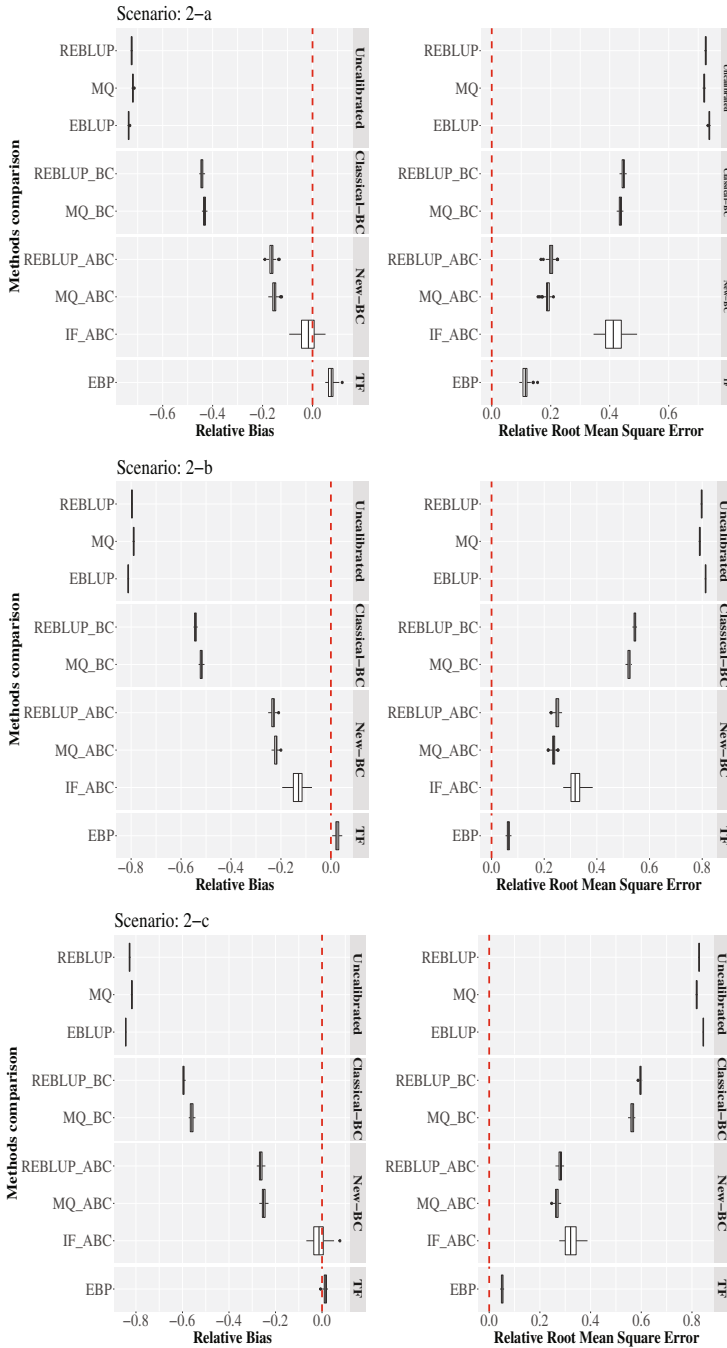 Scenario: 2−a
Methods comparison
REBLUP
MQ
EBLUP
Uncalibrated
REBLUP_BC
MQ_BC
Classical−BC
REBLUP_ABC
MQ_ABC
IF_ABC
New−BC
EBP
TF
−0.6 −0.4 −0.2 0.0
Relative Bias
REBLUP
MQ
EBLUP
Uncalibrated
REBLUP_BC
MQ_BC
Classical−BC
REBLUP_ABC
MQ_ABC
IF_ABC
New−BC
EBP
0.0 0.2 0.4 0.6
Relative Root Mean Square Error
Scenario: 2−b
Methods comparison
REBLUP
MQ
EBLUP
Uncalibrated
REBLUP_BC
MQ_BC
Classical−BC
REBLUP_ABC
MQ_ABC
IF_ABC
New−BC
EBP
TF
−0.8 −0.6 −0.4 −0.2 0.0
Relative Bias
REBLUP
MQ
EBLUP
Uncalibrated
REBLUP_BC
MQ_BC
Classical−BC
REBLUP_ABC
MQ_ABC
IF_ABC
New−BC
EBP
TF
0.0 0.2 0.4 0.6 0.8
Relative Root Mean Square Error
Scenario: 2−c
Methods comparison
REBLUP
MQ
EBLUP
Uncalibrated
REBLUP_BC
MQ_BC
Classical−BC
REBLUP_ABC
MQ_ABC
IF_ABC
New−BC
EBP
TF
−0.8 −0.6 −0.4 −0.2 0.0
Relative Bias
REBLUP
MQ
EBLUP
Uncalibrated
REBLUP_BC
MQ_BC
Classical−BC
REBLUP_ABC
MQ_ABC
IF_ABC
New−BC
EBP
TF
0.0 0.2 0.4 0.6 0.8
Relative Root Mean Square Error